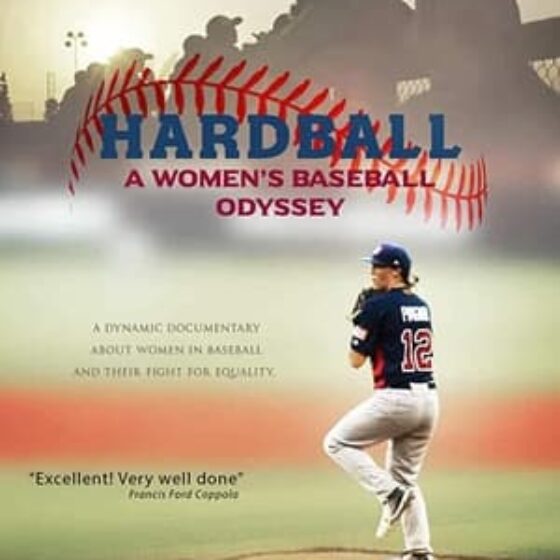 HARDBALL
A WOMEN'S BASEBALL
ODYSSEY
A DYNAMIC DOCUMENTARY
ABOUT WOMEN IN BASEBALL
AND THEIR FIGHT FOR EQUALITY.
12
"Excellent! Very well done"
Francis Ford Coppola